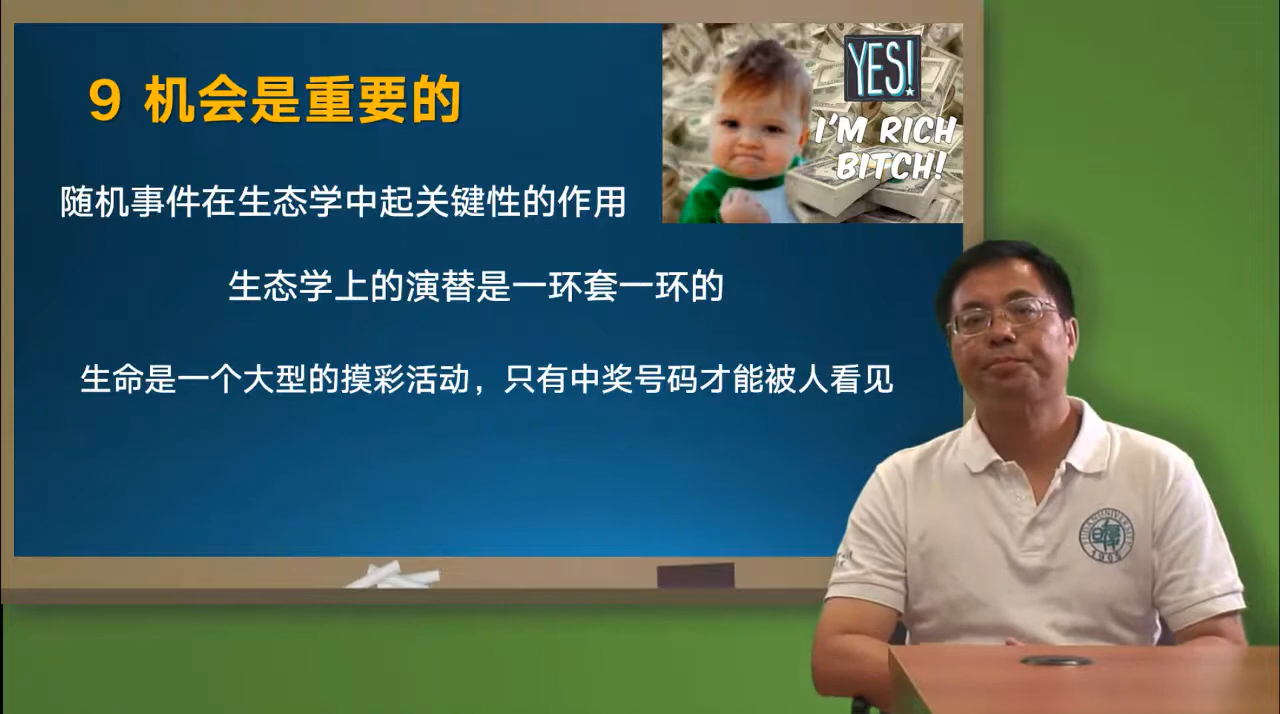 9 机会是重要的
YES!
I'M RICH
BITCH!
随机事件在生态学中起关键性的作用
生态学上的演替是一环套一环的
生命是一个大型的摸彩活动，只有中奖号码才能被人看见
1905